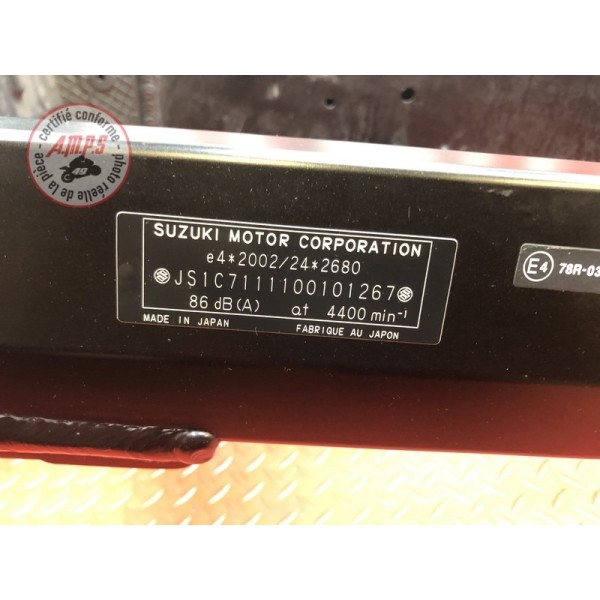 certifié conforme
A.M.P.S
49
photo réelle de la pièce
SUZUKI MOTOR CORPORATION
e4*2002/24*2680
JS1C7111100101267
86 dB(A) at 4400 min⁻¹
MADE IN JAPAN FABRIQUE AU JAPON
E4 78R-03